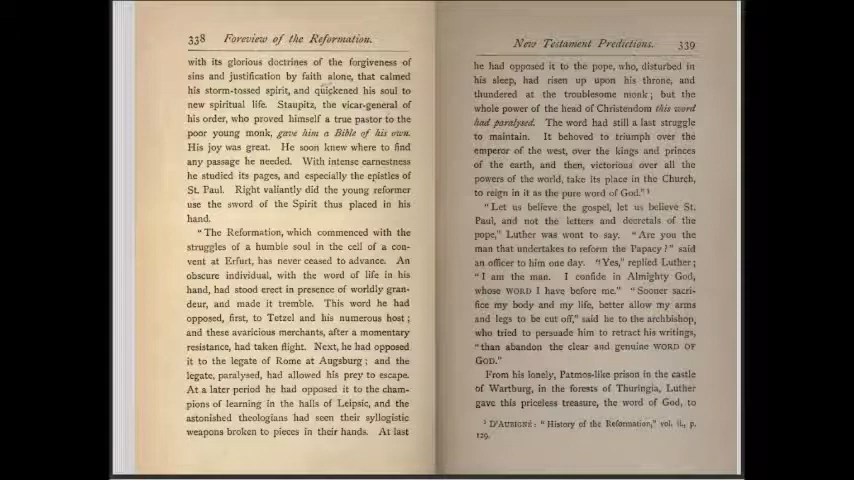 338 Foreview of the Reformation.
with its glorious doctrines of the forgiveness of
sins and justification by faith alone, that calmed
his storm-tossed spirit, and quickened his soul to
new spiritual life. Staupitz, the vicar-general of
his order, who proved himself a true pastor to the
poor young monk, gave him a Bible of his own.
His joy was great. He soon knew where to find
any passage he needed. With intense earnestness
he studied its pages, and especially the epistles of
St. Paul. Right valiantly did the young reformer
use the sword of the Spirit thus placed in his
hand.
"The Reformation, which commenced with the
struggles of a humble soul in the cell of a con-
vent at Erfurt, has never ceased to advance. An
obscure individual, with the word of life in his
hand, had stood erect in presence of worldly gran-
deur, and made it tremble. This word he had
opposed, first, to Tetzel and his numerous host;
and these avaricious merchants, after a momentary
resistance, had taken flight. Next, he had opposed
it to the legate of Rome at Augsburg; and the
legate, paralysed, had allowed his prey to escape.
At a later period he had opposed it to the cham-
pions of learning in the halls of Leipsic, and the
astonished theologians had seen their syllogistic
weapons broken to pieces in their hands. At last
New Testament Predictions. 339
he had opposed it to the pope, who, disturbed in
his sleep, had risen up upon his throne, and
thundered at the troublesome monk; but the
whole power of the head of Christendom this word
had paralysed. The word had still a last struggle
to maintain. It behoved to triumph over the
emperor of the west, over the kings and princes
of the earth, and then, victorious over all the
powers of the world, take its place in the Church,
to reign in it as the pure word of God."¹
"Let us believe the gospel, let us believe St.
Paul, and not the letters and decretals of the
pope," Luther was wont to say. "Are you the
man that undertakes to reform the Papacy?" said
an officer to him one day. "Yes," replied Luther;
"I am the man. I confide in Almighty God,
whose WORD I have before me." "Sooner sacri-
fice my body and my life, better allow my arms
and legs to be cut off," said he to the archbishop,
who tried to persuade him to retract his writings,
"than abandon the clear and genuine WORD OF
GOD."
From his lonely, Patmos-like prison in the castle
of Wartburg, in the forests of Thuringia, Luther
gave this priceless treasure, the word of God, to
¹ D'AUBIGNÉ: "History of the Reformation," vol. ii., p.
129.